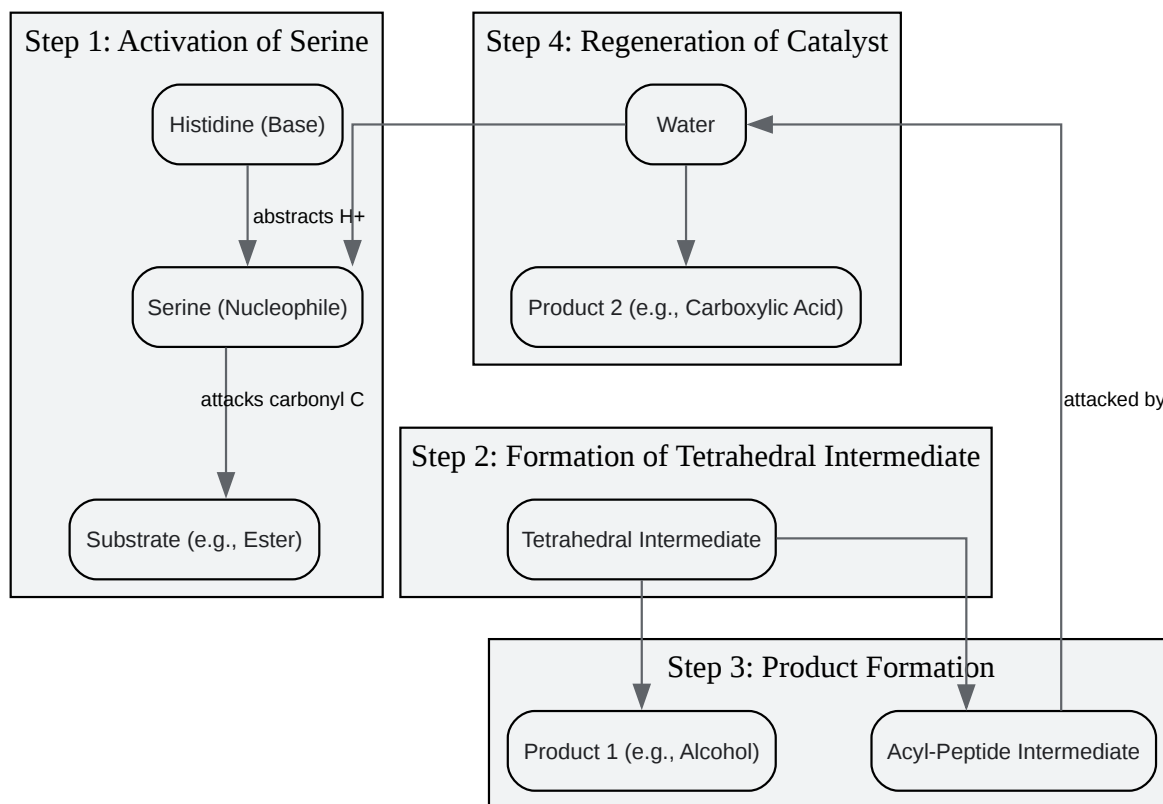 Step 1: Activation of Serine
Histidine (Base)
abstracts H+
Serine (Nucleophile)
attacks carbonyl C
Substrate (e.g., Ester)
Step 4: Regeneration of Catalyst
Water
Product 2 (e.g., Carboxylic Acid)
attacked by
Step 2: Formation of Tetrahedral Intermediate
Tetrahedral Intermediate
Step 3: Product Formation
Product 1 (e.g., Alcohol)
Acyl-Peptide Intermediate